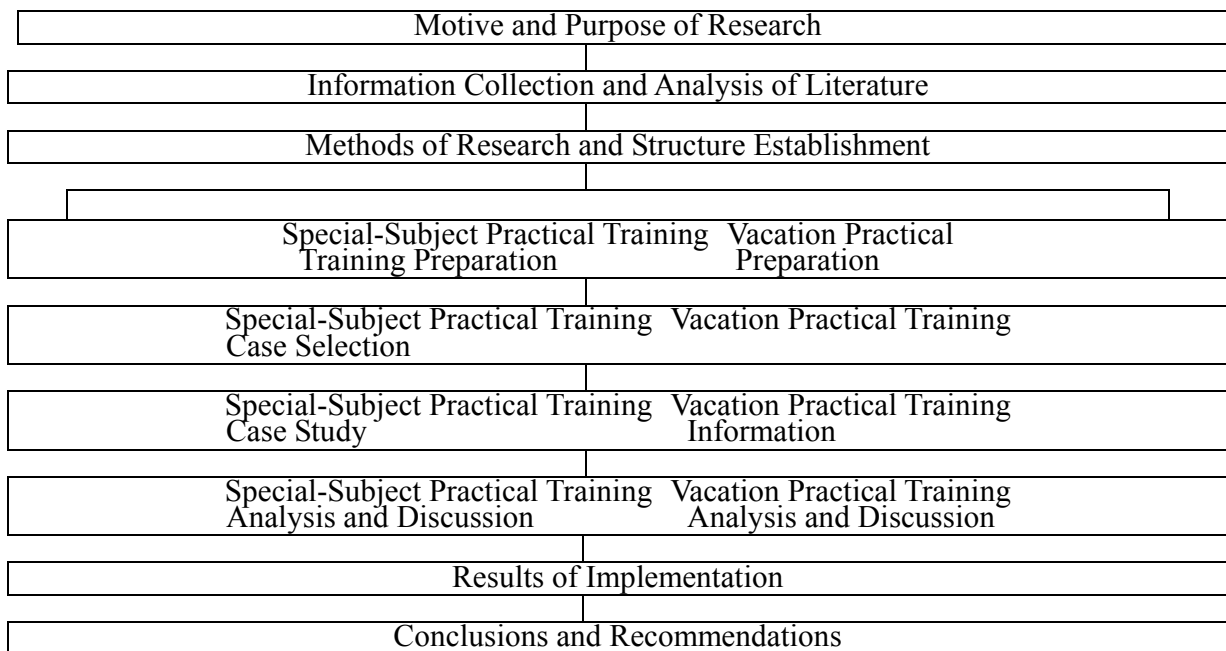 Motive and Purpose of Research
Information Collection and Analysis of Literature
Methods of Research and Structure Establishment
Special-Subject Practical Training Vacation Practical
Training Preparation Preparation
Special-Subject Practical Training Vacation Practical Training
Case Selection
Special-Subject Practical Training Vacation Practical Training
Case Study Information
Special-Subject Practical Training Vacation Practical Training
Analysis and Discussion Analysis and Discussion
Results of Implementation
Conclusions and Recommendations